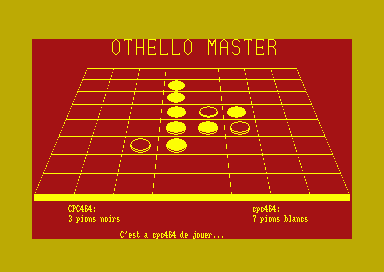 OTHELLO MASTER
CPC464: cpc464:
3 pions noirs 7 pions blancs
C'est a cpc464 de jouer...